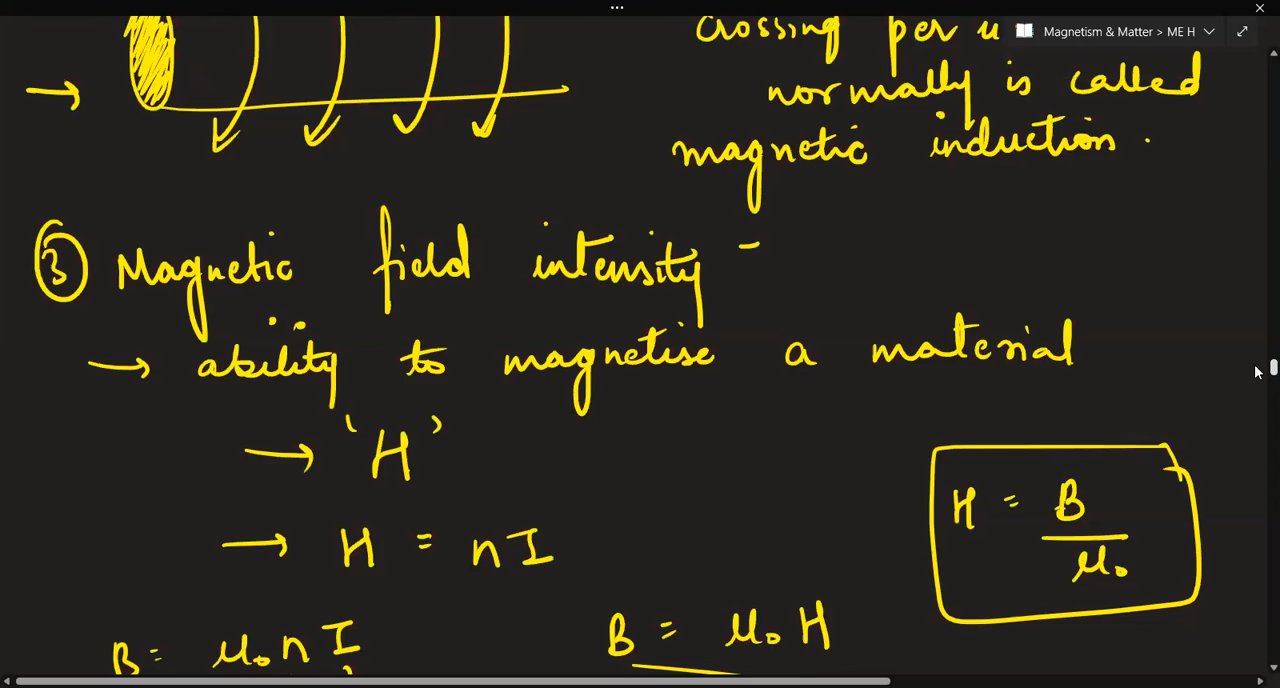 Magnetism & Matter > ME H
crossing per u
normally is called
magnetic induction.
③ Magnetic field intensity -
→ ability to magnetise a material
→ 'H'
→ H = nI
H = B / μ₀
B = μ₀nI
B = μ₀H